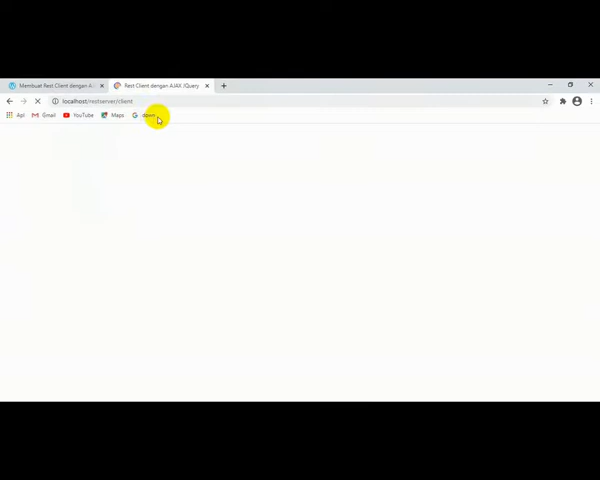 Membuat Rest Client dengan A
Rest Client dengan AJAX /JQuery
localhost/restserver/client
Apl
Gmail
YouTube
Maps